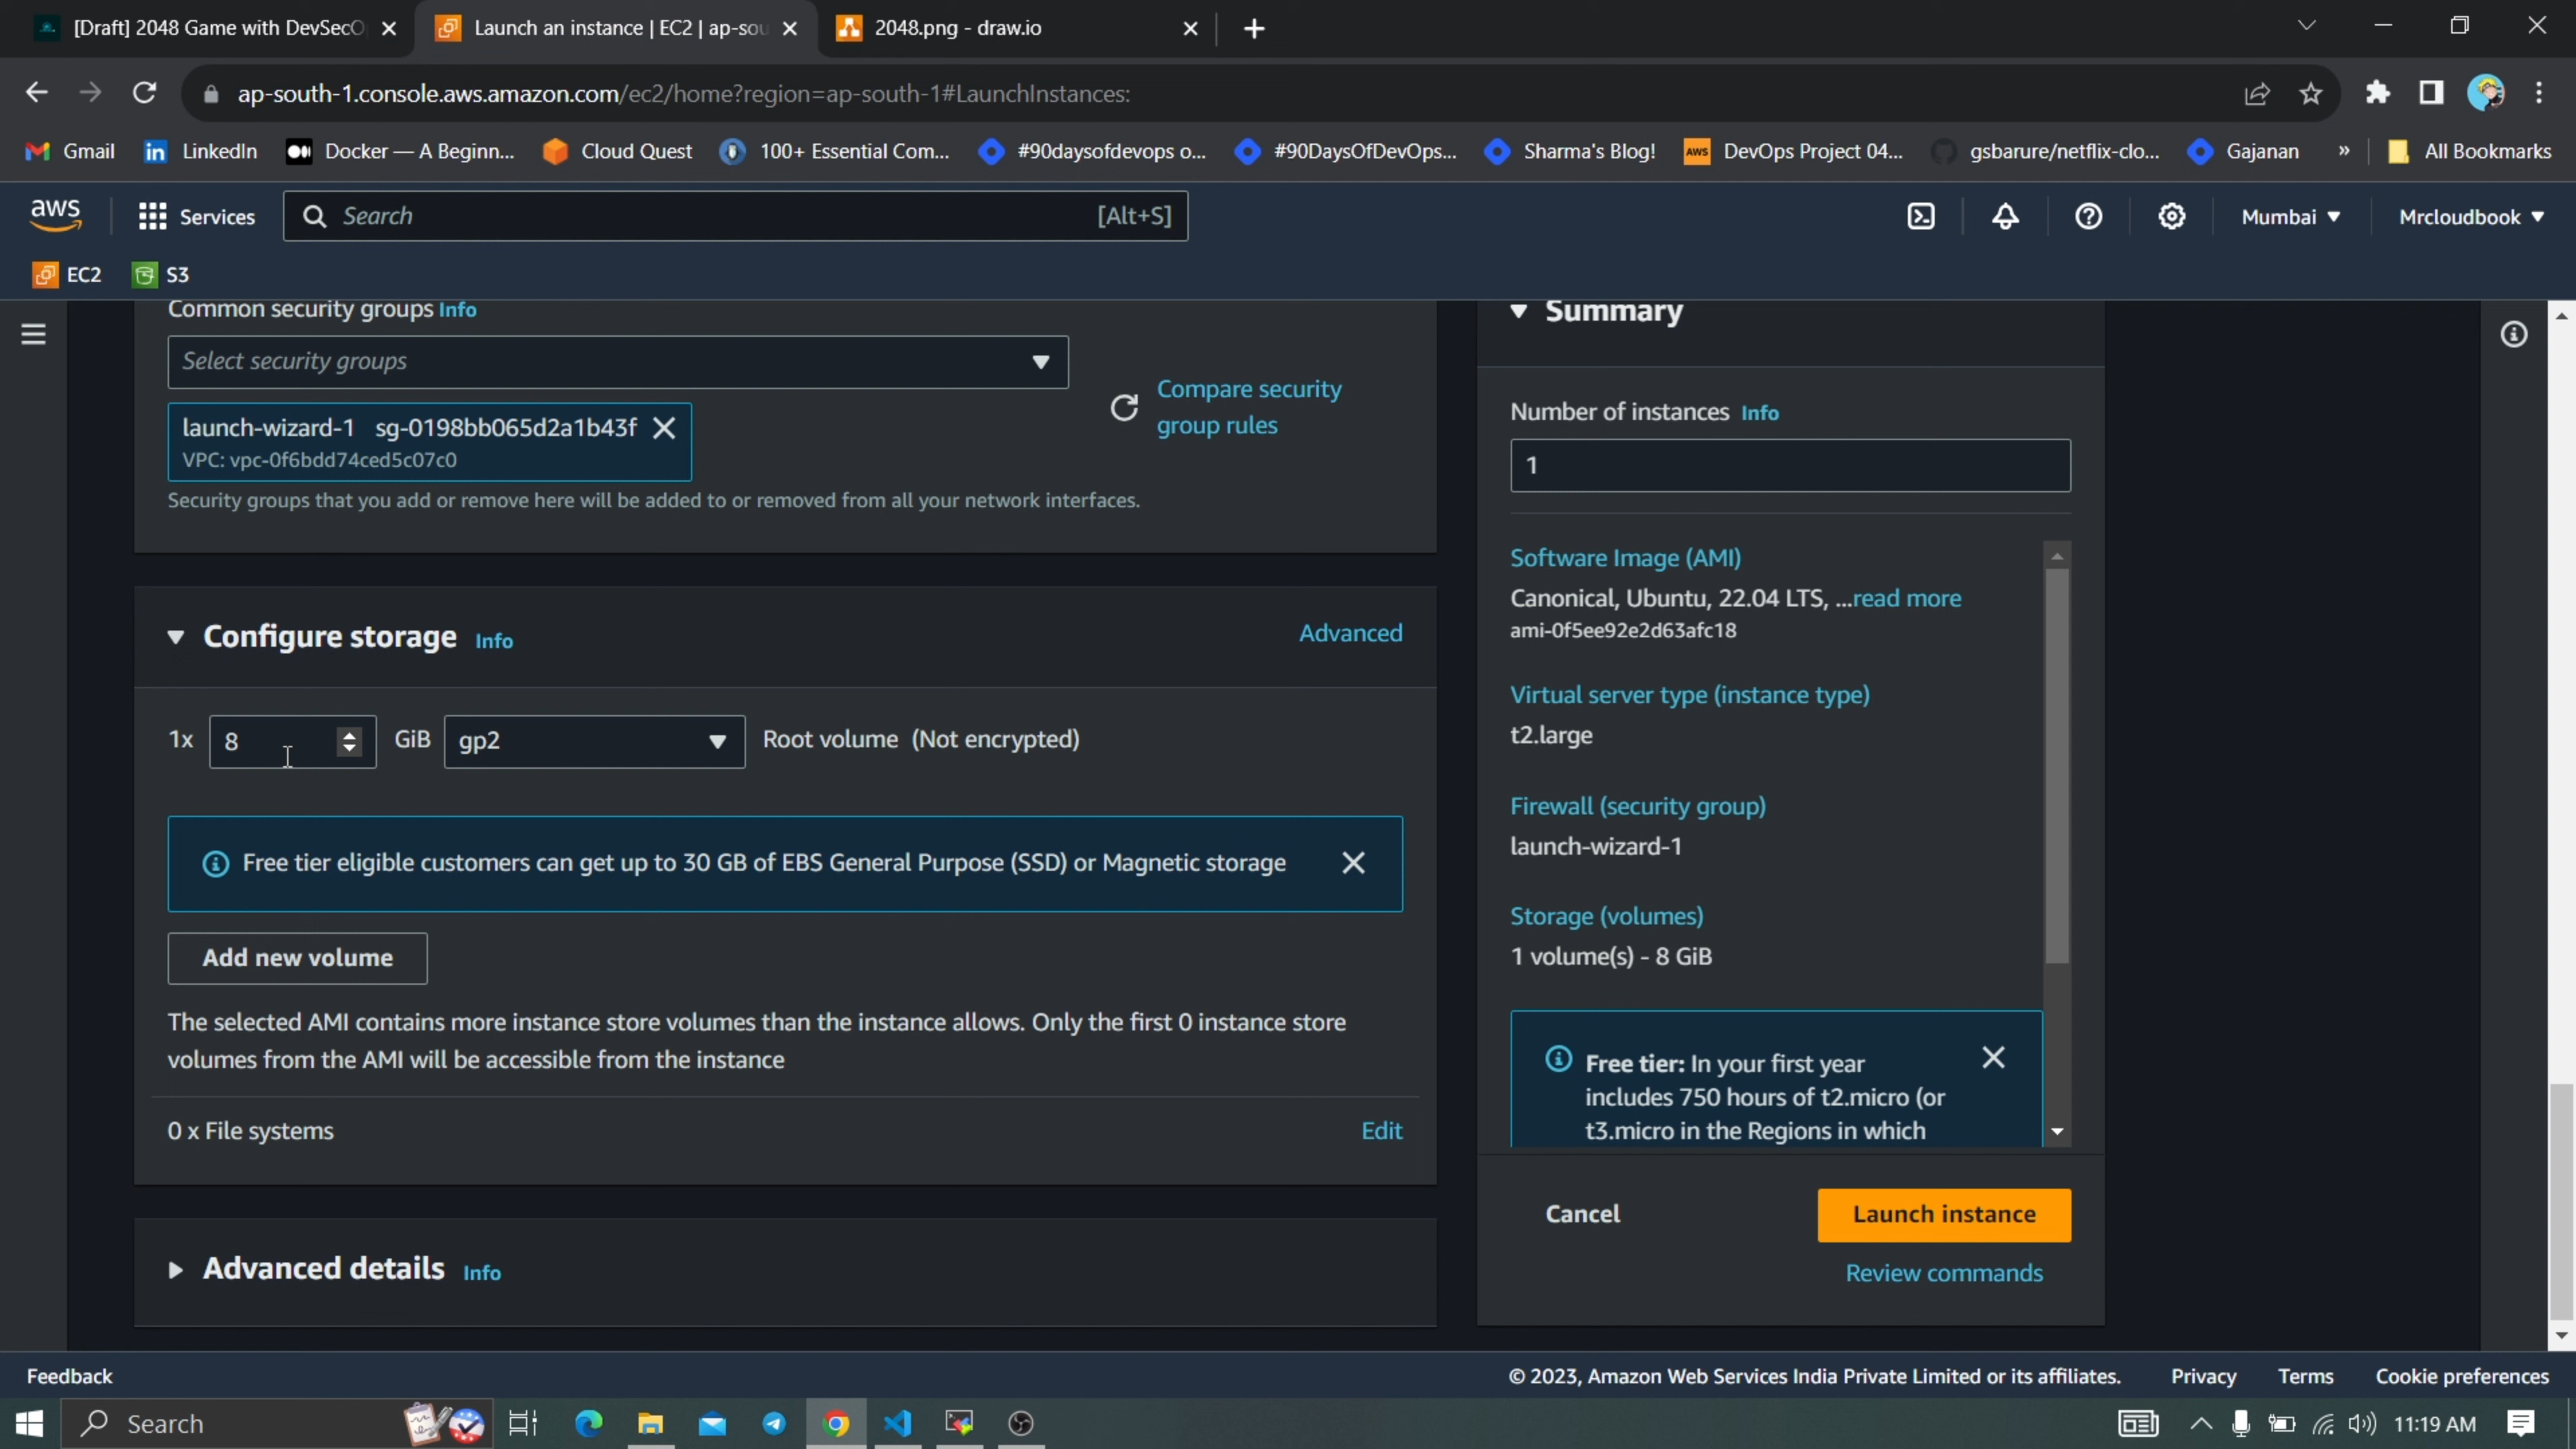 [Draft] 2048 Game with DevSecO
Launch an instance | EC2 | ap-sou
2048.png - draw.io
ap-south-1.console.aws.amazon.com/ec2/home?region=ap-south-1#LaunchInstances:
Gmail
LinkedIn
Docker — A Beginn...
Cloud Quest
100+ Essential Com...
#90daysofdevops o...
#90DaysOfDevOps...
Sharma's Blog!
AWS
DevOps Project 04...
gsbarure/netflix-clo...
Gajanan
»
All Bookmarks
aws
Services
Search
[Alt+S]
Mumbai
Mrcloudbook
EC2
S3
Common security groups Info
Select security groups
launch-wizard-1 sg-0198bb065d2a1b43f
VPC: vpc-0f6bdd74ced5c07c0
Compare security
group rules
Security groups that you add or remove here will be added to or removed from all your network interfaces.
Configure storage Info
Advanced
1x 8 GiB gp2 Root volume (Not encrypted)
Free tier eligible customers can get up to 30 GB of EBS General Purpose (SSD) or Magnetic storage
Add new volume
The selected AMI contains more instance store volumes than the instance allows. Only the first 0 instance store
volumes from the AMI will be accessible from the instance
0 x File systems
Edit
Advanced details Info
Summary
Number of instances Info
1
Software Image (AMI)
Canonical, Ubuntu, 22.04 LTS, ...read more
ami-0f5ee92e2d63afc18
Virtual server type (instance type)
t2.large
Firewall (security group)
launch-wizard-1
Storage (volumes)
1 volume(s) - 8 GiB
Free tier: In your first year
includes 750 hours of t2.micro (or
t3.micro in the Regions in which
Cancel
Launch instance
Review commands
Feedback
© 2023, Amazon Web Services India Private Limited or its affiliates.
Privacy
Terms
Cookie preferences
Search
11:19 AM